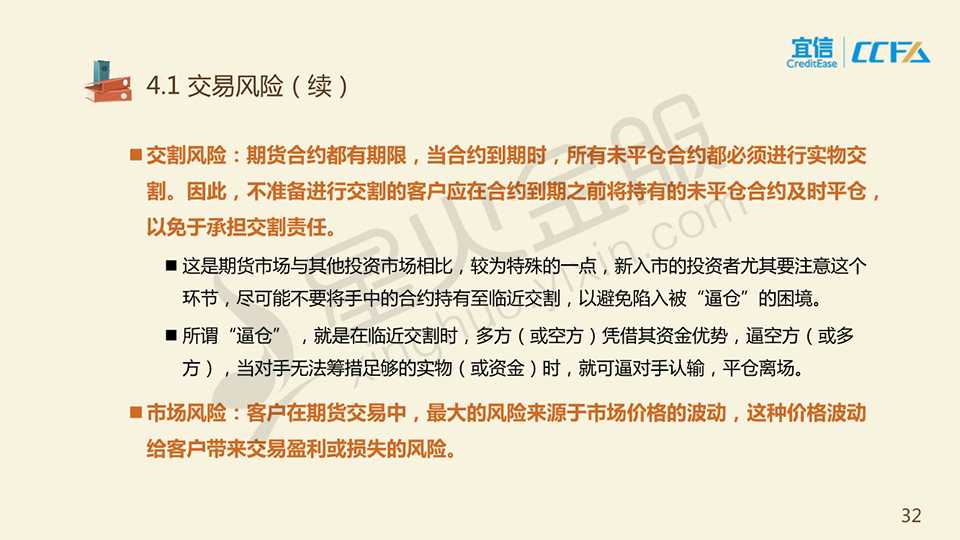 宜信
CreditEase
CCFA
4.1 交易风险（续）
■交割风险：期货合约都有期限，当合约到期时，所有未平仓合约都必须进行实物交
割。因此，不准备进行交割的客户应在合约到期之前将持有的未平仓合约及时平仓，
以免于承担交割责任。
■这是期货市场与其他投资市场相比，较为特殊的一点，新入市的投资者尤其要注意这个
环节，尽可能不要将手中的合约持有至临近交割，以避免陷入被“逼仓”的困境。
■所谓“逼仓”，就是在临近交割时，多方（或空方）凭借其资金优势，逼空方（或多
方），当对手无法筹措足够的实物（或资金）时，就可逼对手认输，平仓离场。
■市场风险：客户在期货交易中，最大的风险来源于市场价格的波动，这种价格波动
给客户带来交易盈利或损失的风险。
星火金服
xinghuo.yixin.com
32